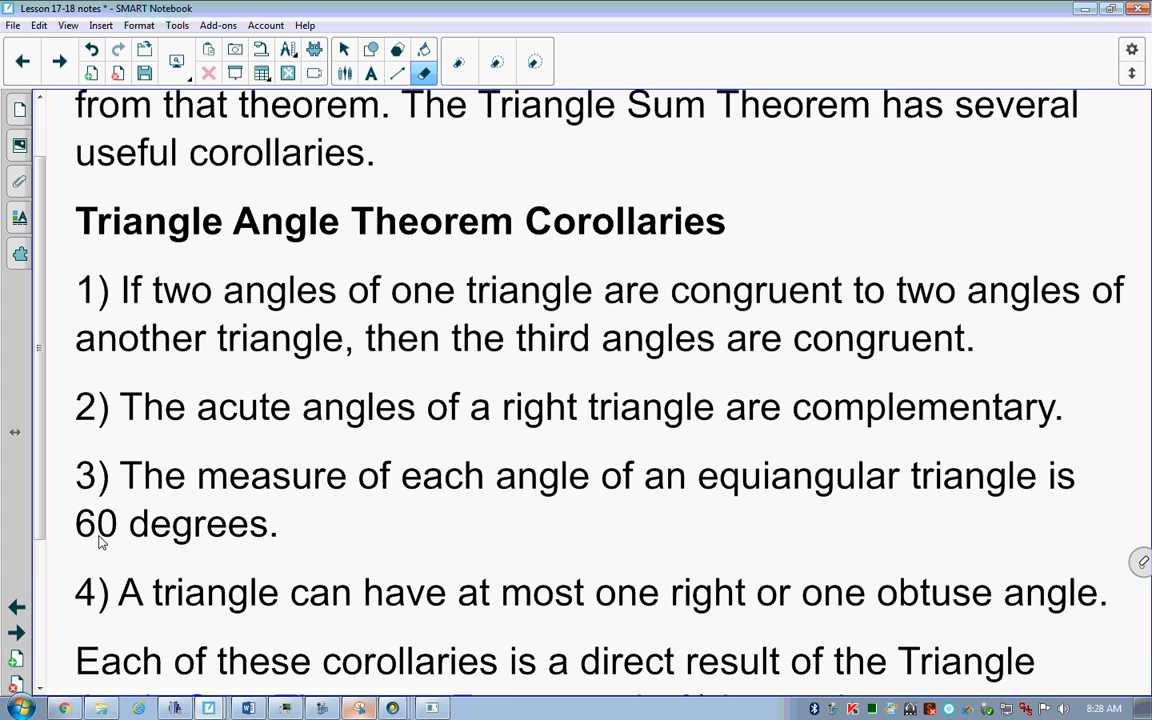 Lesson 17-18 notes * - SMART Notebook
File Edit View Insert Format Tools Add-ons Account Help
from that theorem. The Triangle Sum Theorem has several
useful corollaries.
Triangle Angle Theorem Corollaries
1) If two angles of one triangle are congruent to two angles of
another triangle, then the third angles are congruent.
2) The acute angles of a right triangle are complementary.
3) The measure of each angle of an equiangular triangle is
60 degrees.
4) A triangle can have at most one right or one obtuse angle.
Each of these corollaries is a direct result of the Triangle
8:28 AM